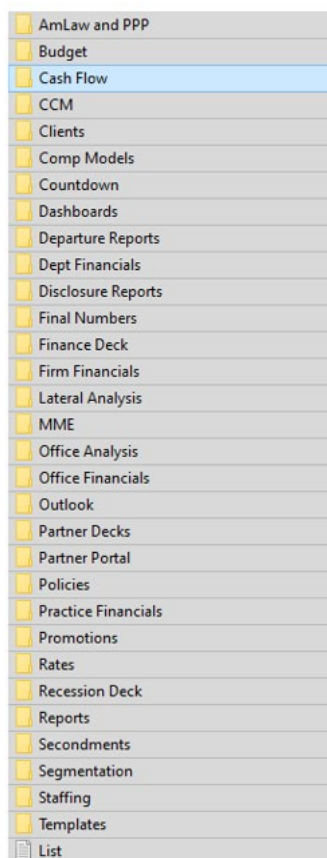 AmLaw and PPP
Budget
Cash Flow
CCM
Clients
Comp Models
Countdown
Dashboards
Departure Reports
Dept Financials
Disclosure Reports
Final Numbers
Finance Deck
Firm Financials
Lateral Analysis
MME
Office Analysis
Office Financials
Outlook
Partner Decks
Partner Portal
Policies
Practice Financials
Promotions
Rates
Recession Deck
Reports
Secondments
Segmentation
Staffing
Templates
List